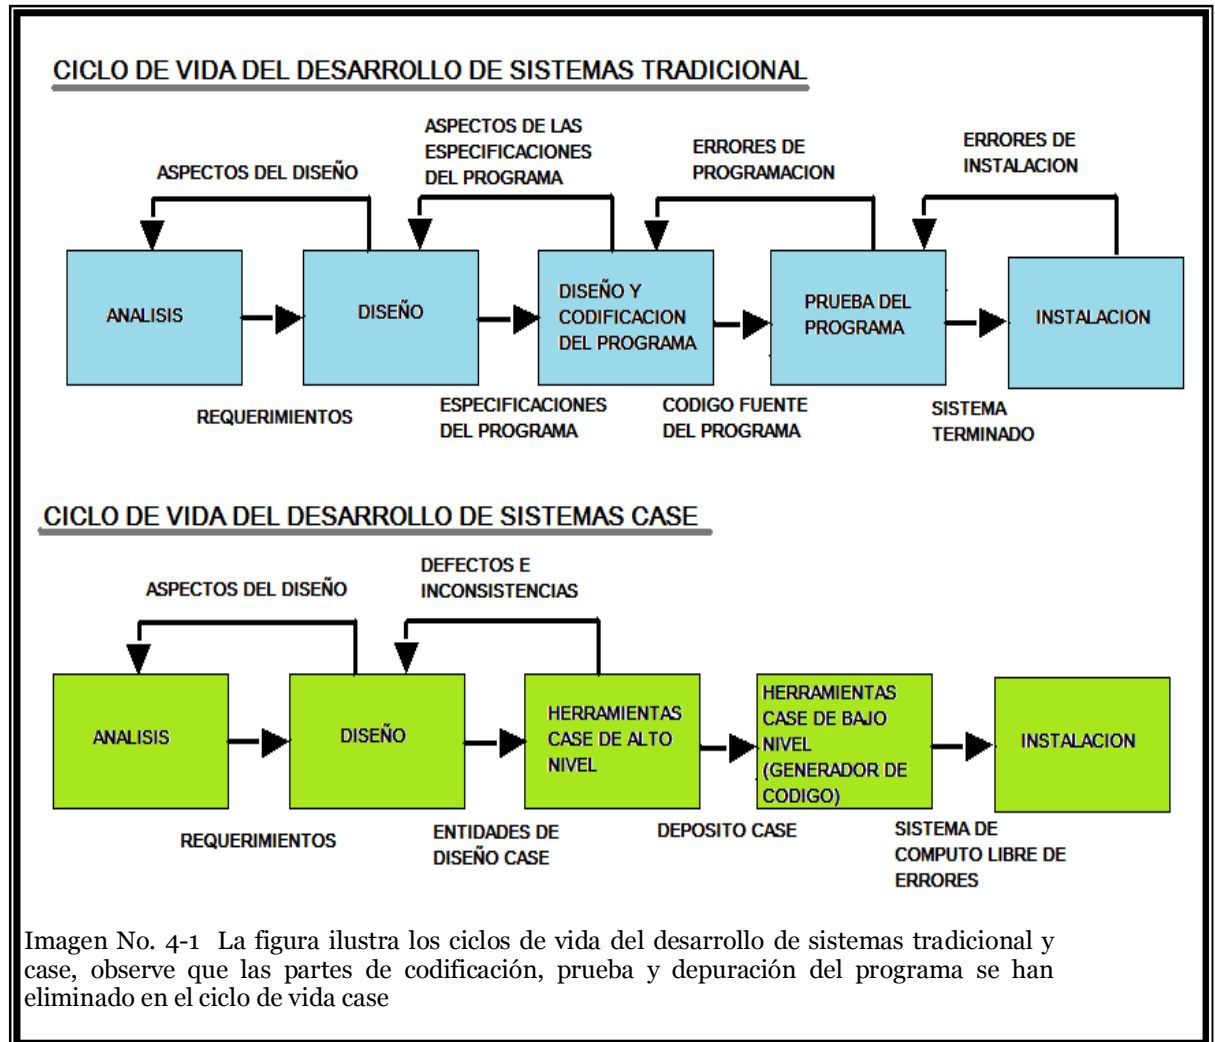 CICLO DE VIDA DEL DESARROLLO DE SISTEMAS TRADICIONAL
ASPECTOS DEL DISEÑO
ASPECTOS DE LAS
ESPECIFICACIONES
DEL PROGRAMA
ERRORES DE
PROGRAMACION
ERRORES DE
INSTALACION
ANALISIS
DISEÑO
DISEÑO Y
CODIFICACION
DEL PROGRAMA
PRUEBA DEL
PROGRAMA
INSTALACION
REQUERIMIENTOS
ESPECIFICACIONES
DEL PROGRAMA
CODIGO FUENTE
DEL PROGRAMA
SISTEMA
TERMINADO
CICLO DE VIDA DEL DESARROLLO DE SISTEMAS CASE
ASPECTOS DEL DISEÑO
DEFECTOS E
INCONSISTENCIAS
ANALISIS
DISEÑO
HERRAMIENTAS
CASE DE ALTO
NIVEL
HERRAMIENTAS
CASE DE BAJO
NIVEL
(GENERADOR DE
CODIGO)
INSTALACION
REQUERIMIENTOS
ENTIDADES DE
DISEÑO CASE
DEPOSITO CASE
SISTEMA DE
COMPUTO LIBRE DE
ERRORES
Imagen No. 4-1 La figura ilustra los ciclos de vida del desarrollo de sistemas tradicional y
case, observe que las partes de codificación, prueba y depuración del programa se han
eliminado en el ciclo de vida case